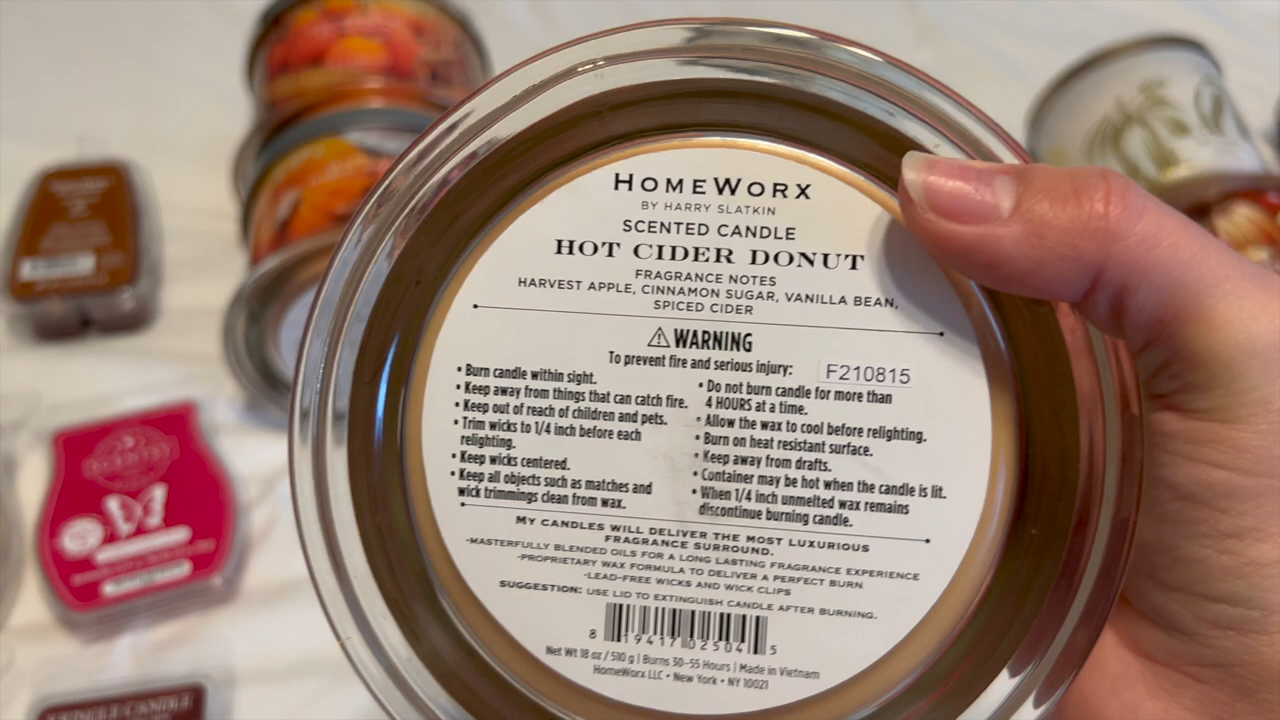 HOMEWORX
BY HARRY SLATKIN
SCENTED CANDLE
HOT CIDER DONUT
FRAGRANCE NOTES
HARVEST APPLE, CINNAMON SUGAR, VANILLA BEAN,
SPICED CIDER
⚠ WARNING
To prevent fire and serious injury:
F210815
• Burn candle within sight.
• Keep away from things that can catch fire.
• Keep out of reach of children and pets.
• Trim wicks to 1/4 inch before each
relighting.
• Keep wicks centered.
• Keep all objects such as matches and
wick trimmings clean from wax.
• Do not burn candle for more than
4 HOURS at a time.
• Allow the wax to cool before relighting.
• Burn on heat resistant surface.
• Keep away from drafts.
• Container may be hot when the candle is lit.
• When 1/4 inch unmelted wax remains
discontinue burning candle.
MY CANDLES WILL DELIVER THE MOST LUXURIOUS
FRAGRANCE SURROUND.
-MASTERFULLY BLENDED OILS FOR A LONG LASTING FRAGRANCE EXPERIENCE
-PROPRIETARY WAX FORMULA TO DELIVER A PERFECT BURN
-LEAD-FREE WICKS AND WICK CLIPS
SUGGESTION: USE LID TO EXTINGUISH CANDLE AFTER BURNING.
8 19417 02504 5
Net Wt 18 oz / 510 g | Burns 30-55 Hours | Made in Vietnam
HomeWorx LLC • New York • NY 10021
CANDLE